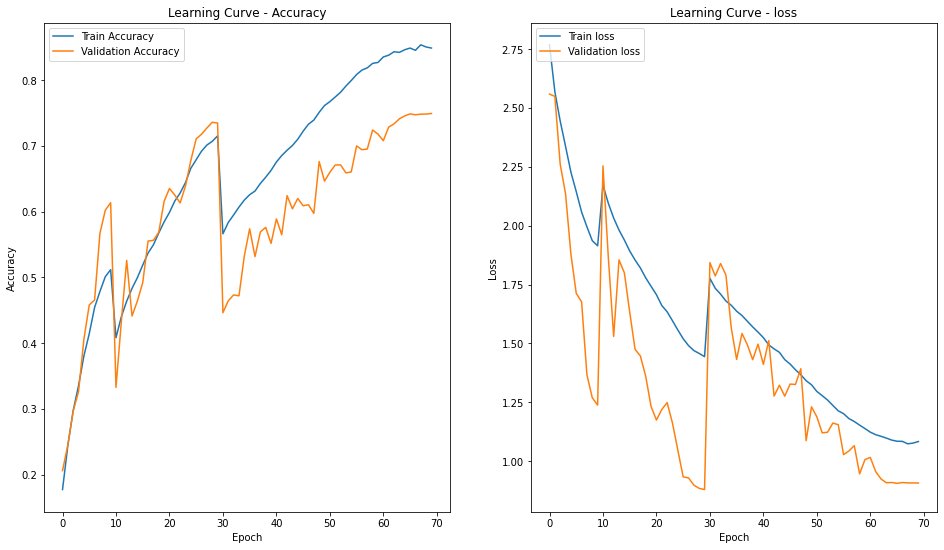 Learning Curve - Accuracy
Train Accuracy
Validation Accuracy
0.8
0.7
0.6
0.5
0.4
0.3
0.2
Accuracy
0 10 20 30 40 50 60 70
Epoch
Learning Curve - loss
Train loss
Validation loss
2.75
2.50
2.25
2.00
1.75
1.50
1.25
1.00
Loss
0 10 20 30 40 50 60 70
Epoch